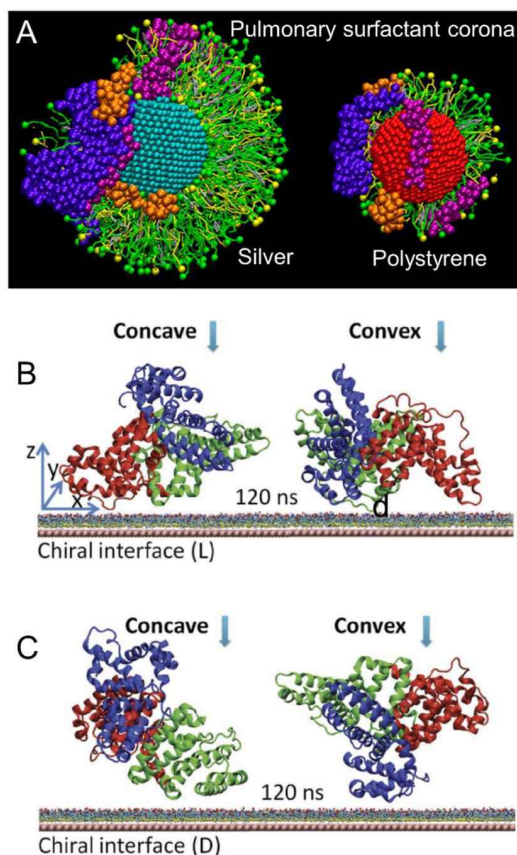 A Pulmonary surfactant corona
Silver
Polystyrene
B Concave Convex
z
y
x
120 ns
d
Chiral interface (L)
C Concave Convex
120 ns
Chiral interface (D)